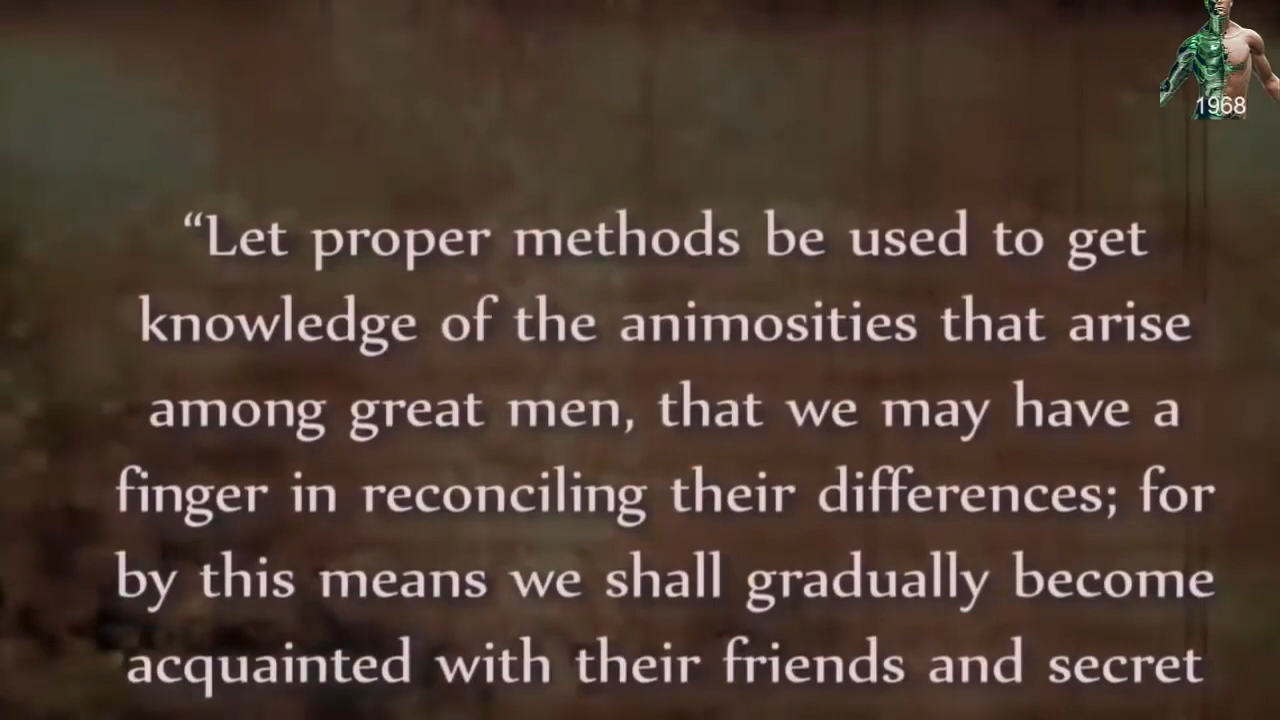 1968
“Let proper methods be used to get
knowledge of the animosities that arise
among great men, that we may have a
finger in reconciling their differences; for
by this means we shall gradually become
acquainted with their friends and secret